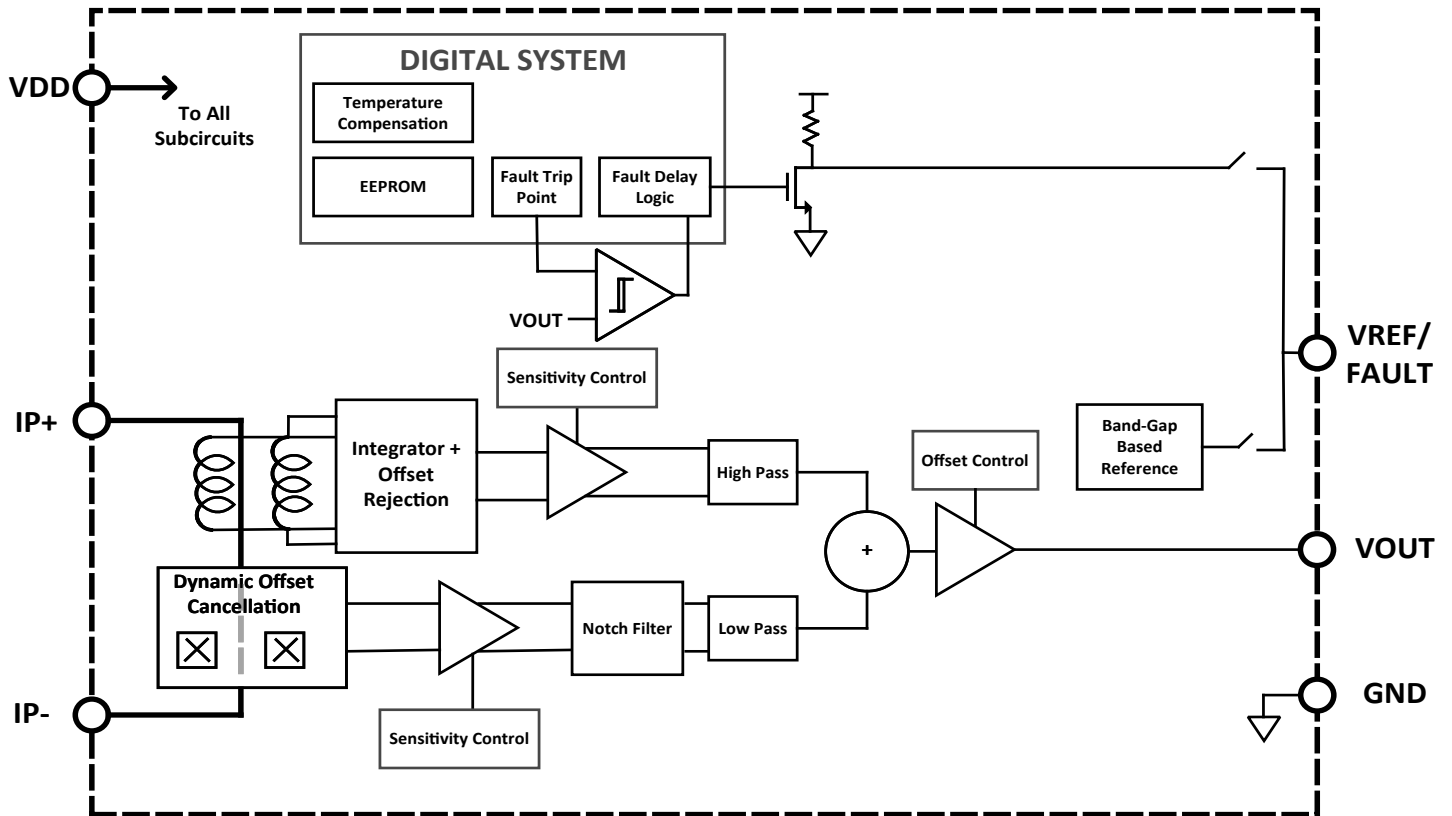 DIGITAL SYSTEM
VDD
To All
Subcircuits
Temperature
Compensation
EEPROM
Fault Trip
Point
Fault Delay
Logic
VOUT
VREF/
FAULT
Sensitivity Control
IP+
Integrator +
Offset
Rejection
High Pass
Offset Control
Band-Gap
Based
Reference
+
VOUT
Dynamic Offset
Cancellation
Notch Filter
Low Pass
IP-
Sensitivity Control
GND